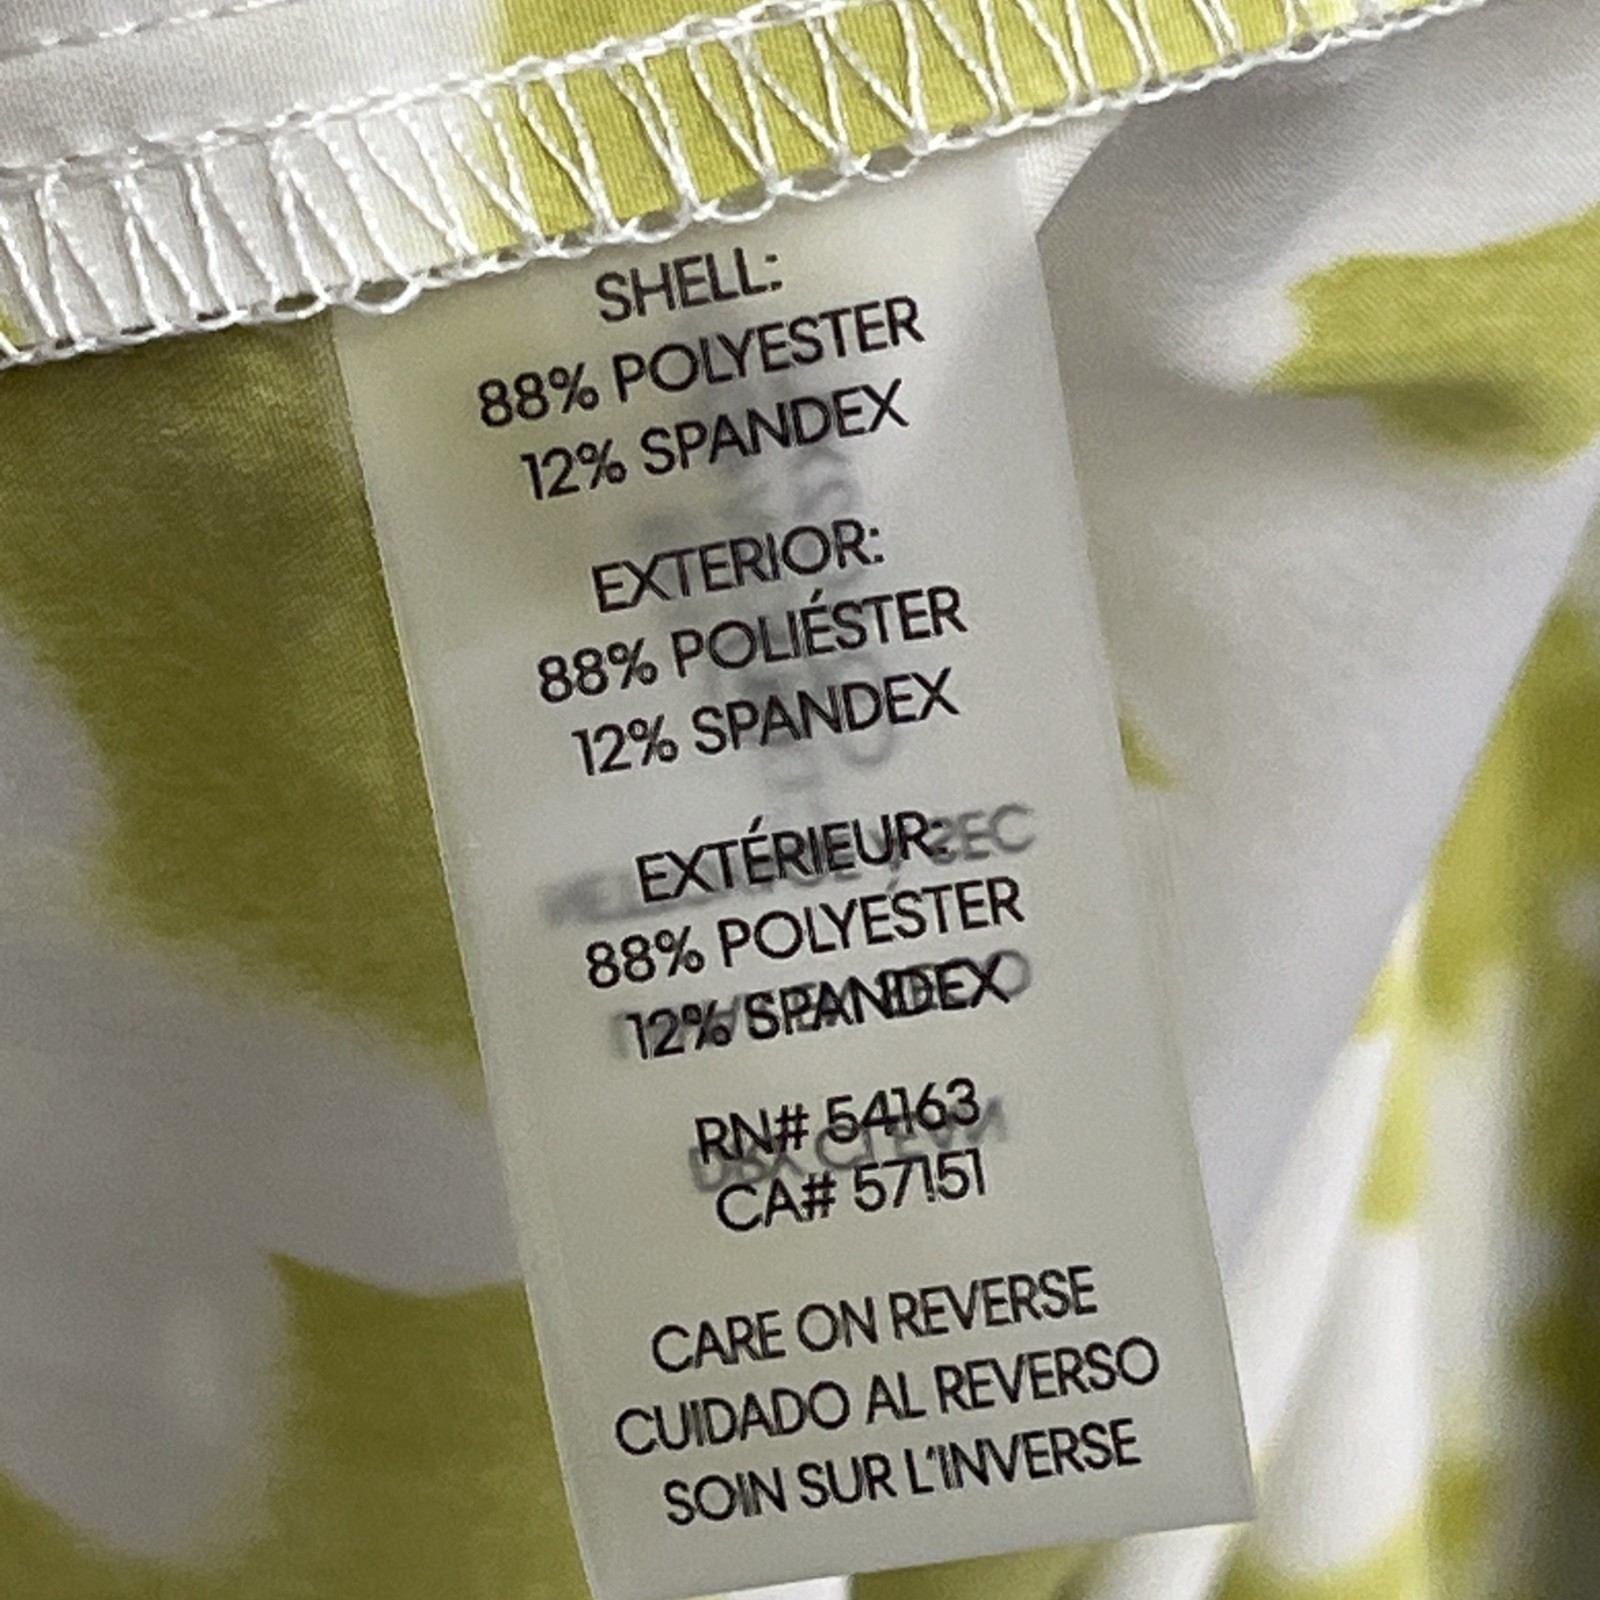 SHELL:
88% POLYESTER
12% SPANDEX
EXTERIOR:
88% POLIÉSTER
12% SPANDEX
EXTÉRIEUR:
88% POLYESTER
12% SPANDEX
RN# 54163
CA# 57151
CARE ON REVERSE
CUIDADO AL REVERSO
SOIN SUR L'INVERSE